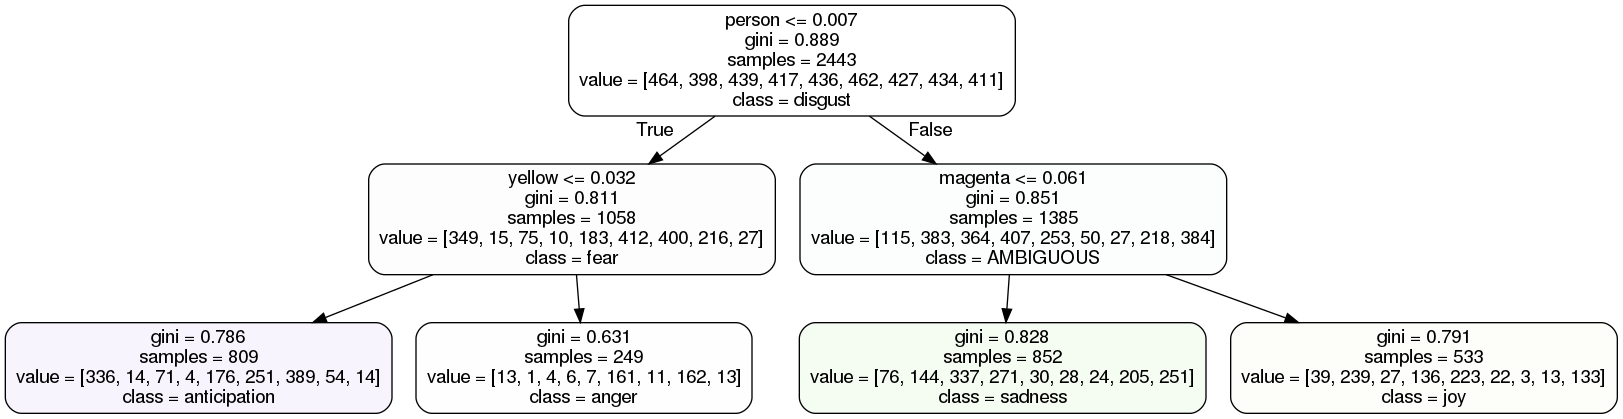 person <= 0.007
gini = 0.889
samples = 2443
value = [464, 398, 439, 417, 436, 462, 427, 434, 411]
class = disgust
True
False
yellow <= 0.032
gini = 0.811
samples = 1058
value = [349, 15, 75, 10, 183, 412, 400, 216, 27]
class = fear
magenta <= 0.061
gini = 0.851
samples = 1385
value = [115, 383, 364, 407, 253, 50, 27, 218, 384]
class = AMBIGUOUS
gini = 0.786
samples = 809
value = [336, 14, 71, 4, 176, 251, 389, 54, 14]
class = anticipation
gini = 0.631
samples = 249
value = [13, 1, 4, 6, 7, 161, 11, 162, 13]
class = anger
gini = 0.828
samples = 852
value = [76, 144, 337, 271, 30, 28, 24, 205, 251]
class = sadness
gini = 0.791
samples = 533
value = [39, 239, 27, 136, 223, 22, 3, 13, 133]
class = joy